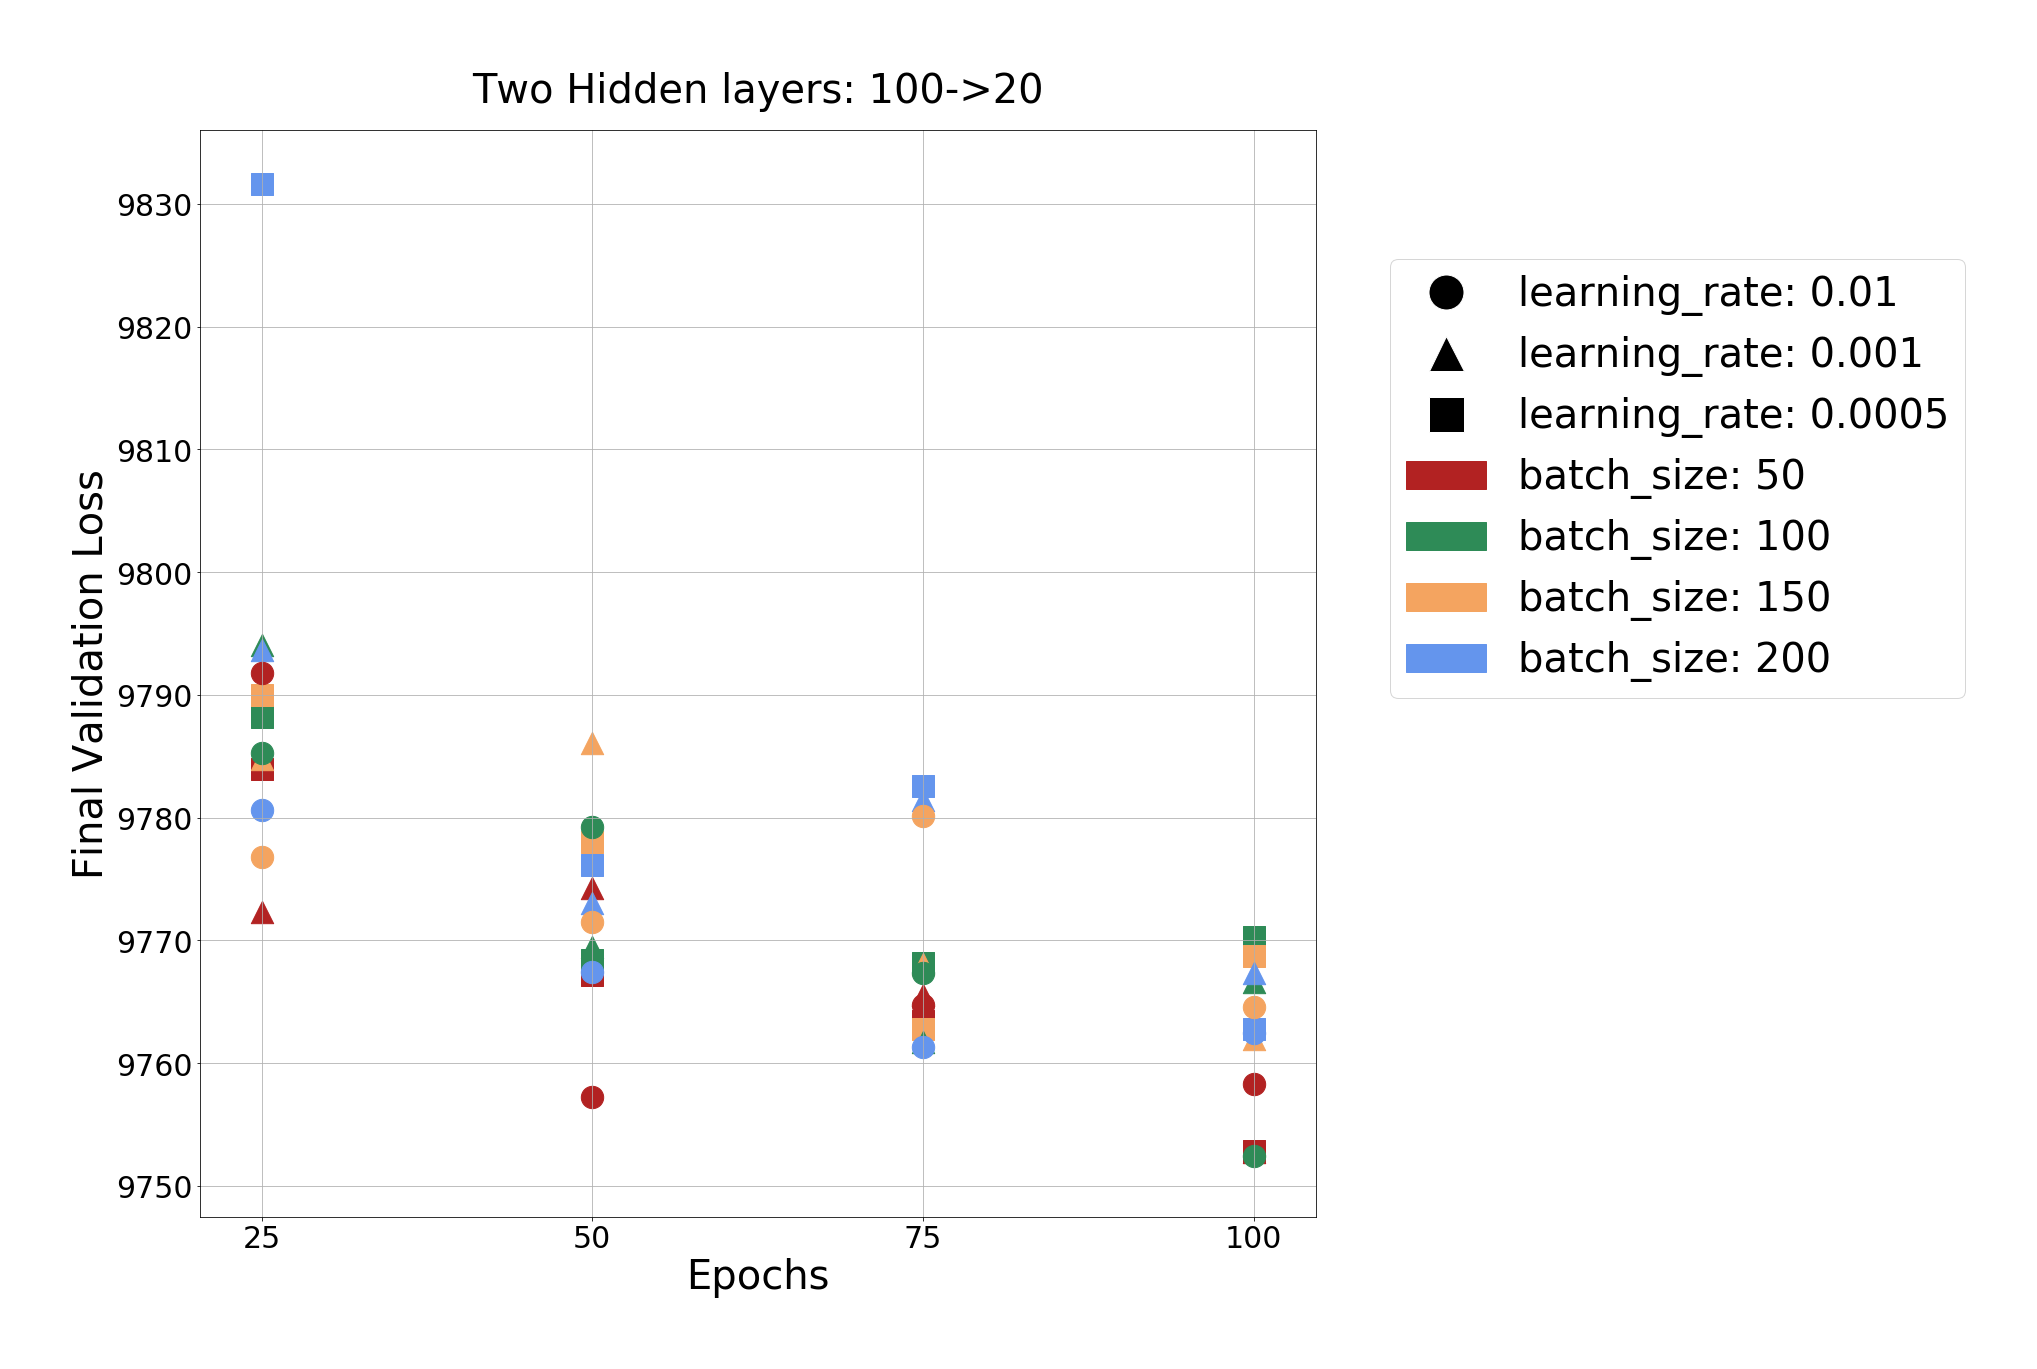 Two Hidden layers: 100->20
Final Validation Loss
9830
9820
9810
9800
9790
9780
9770
9760
9750
25 50 75 100
Epochs
learning_rate: 0.01
learning_rate: 0.001
learning_rate: 0.0005
batch_size: 50
batch_size: 100
batch_size: 150
batch_size: 200